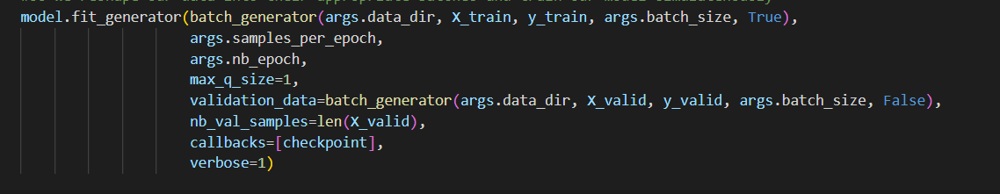 model.fit_generator(batch_generator(args.data_dir, X_train, y_train, args.batch_size, True),
args.samples_per_epoch,
args.nb_epoch,
max_q_size=1,
validation_data=batch_generator(args.data_dir, X_valid, y_valid, args.batch_size, False),
nb_val_samples=len(X_valid),
callbacks=[checkpoint],
verbose=1)